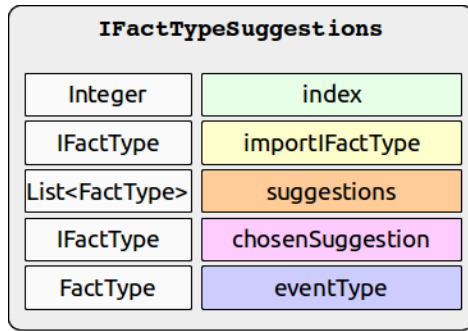 IFactTypeSuggestions
Integer index
IFactType importIFactType
List<FactType> suggestions
IFactType chosenSuggestion
FactType eventType